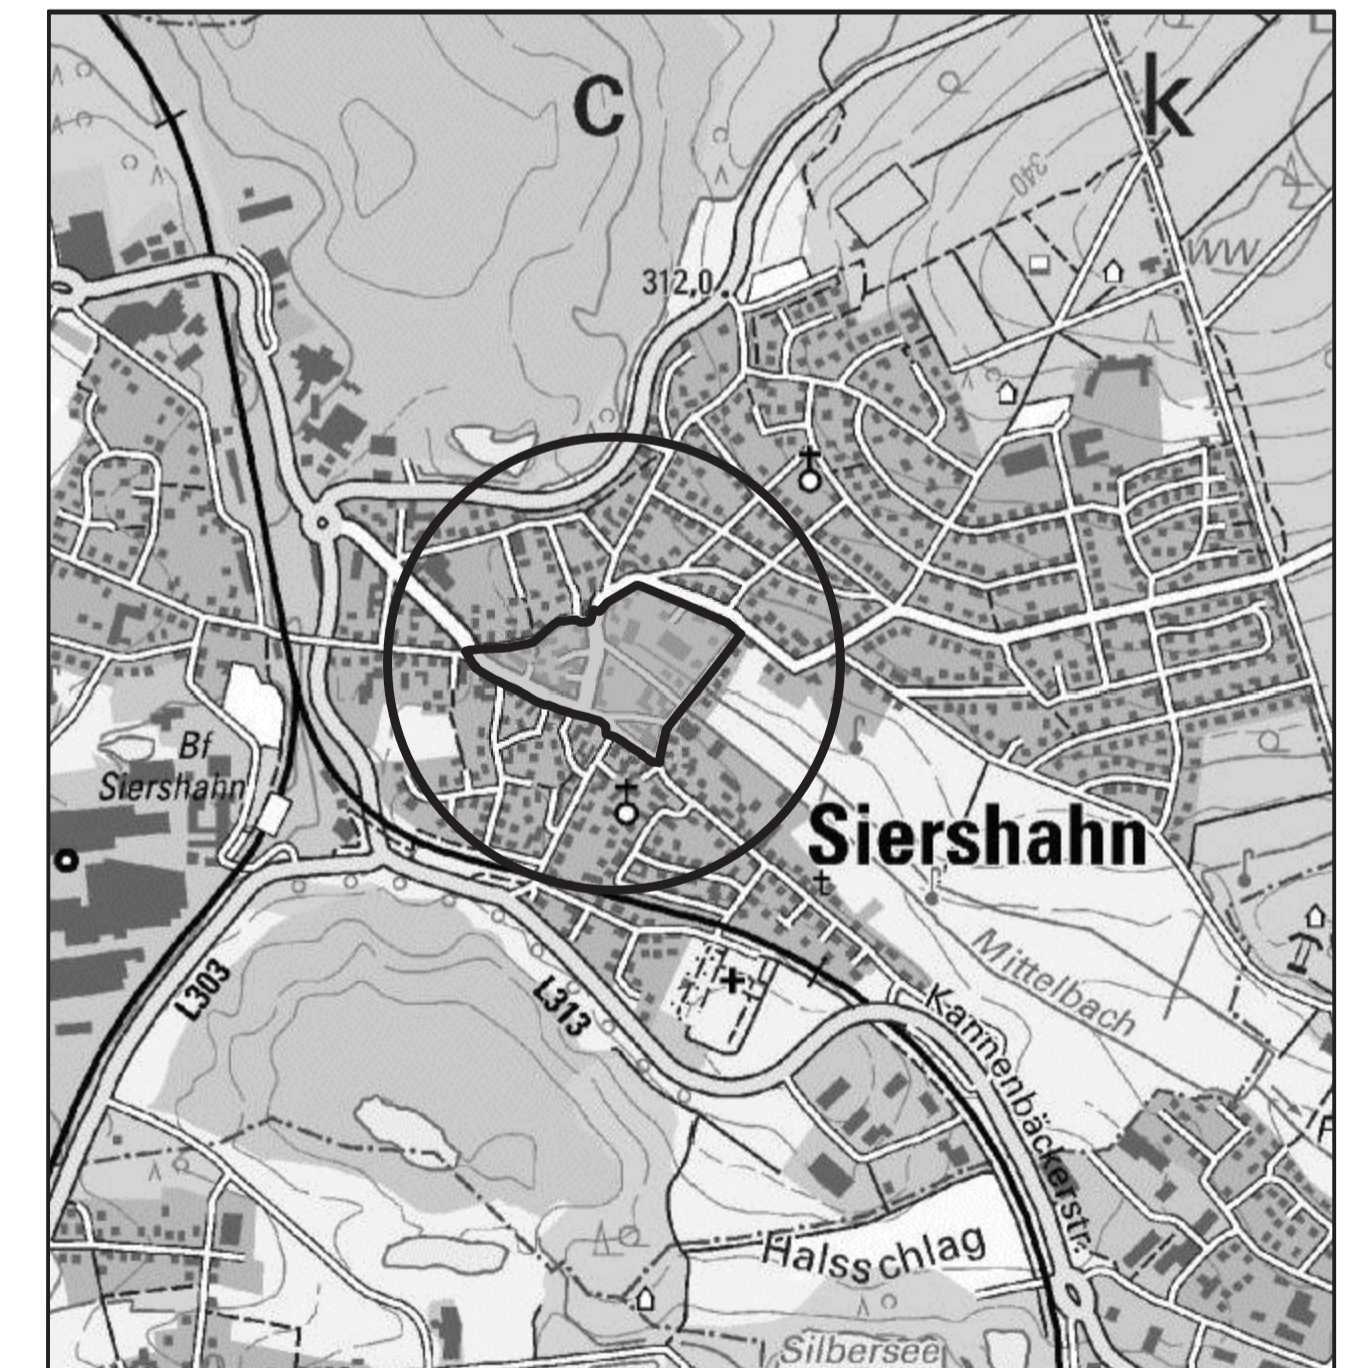 c
k
340
WW
312,0
Bf
Siershahn
Siershahn
Mittelbach
L303
L313
Kannenbäckerstr.
Halsschlag
Silbersee